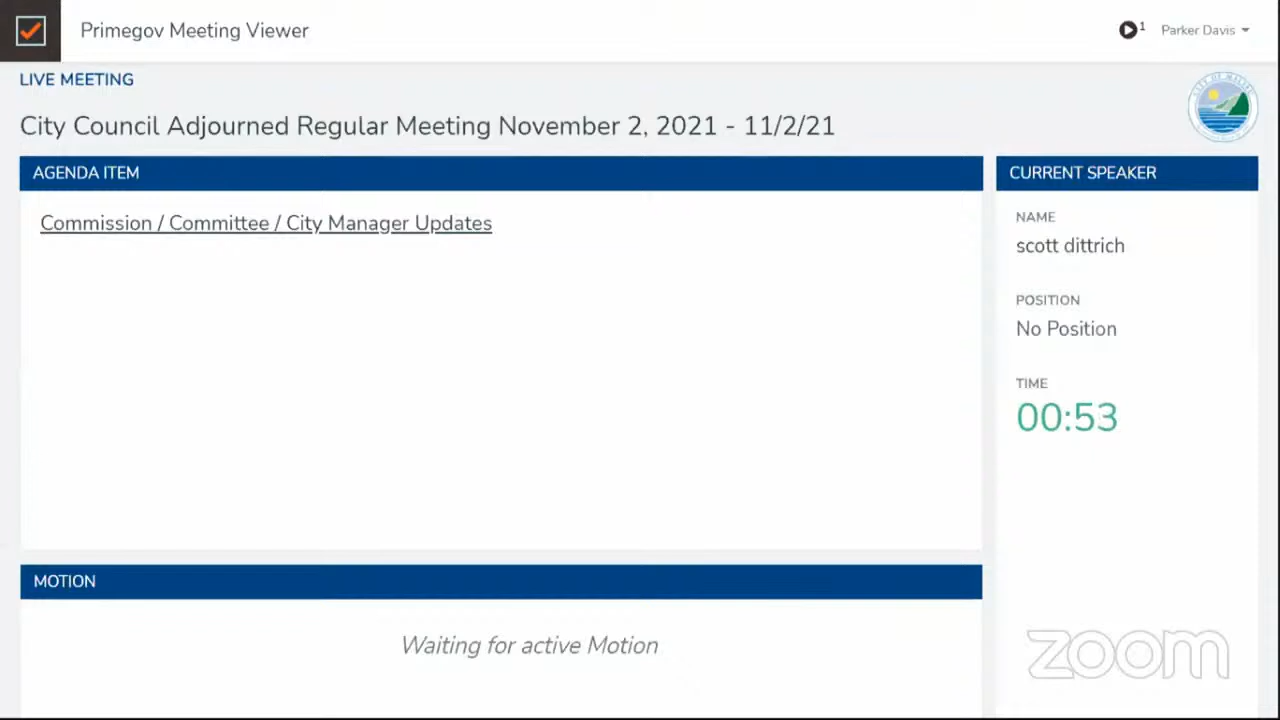 Primegov Meeting Viewer
1
Parker Davis
LIVE MEETING
City Council Adjourned Regular Meeting November 2, 2021 - 11/2/21
AGENDA ITEM
Commission / Committee / City Manager Updates
CURRENT SPEAKER
NAME
scott dittrich
POSITION
No Position
TIME
00:53
MOTION
Waiting for active Motion
zoom